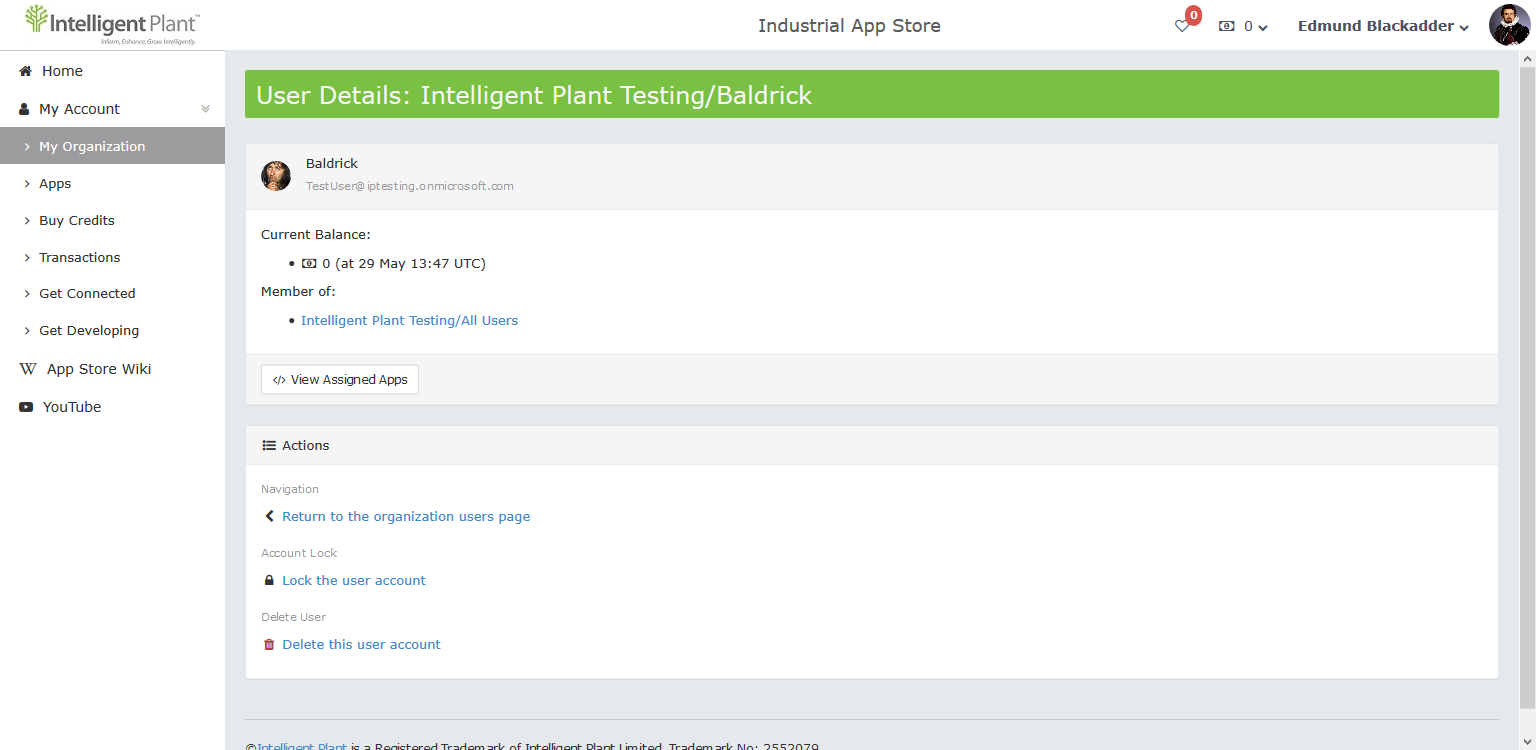 Intelligent Plant™
Inform, Enhance, Grow. Intelligently.
Industrial App Store
0
0
Edmund Blackadder
Home
My Account
My Organization
Apps
Buy Credits
Transactions
Get Connected
Get Developing
W App Store Wiki
YouTube
User Details: Intelligent Plant Testing/Baldrick
Baldrick
TestUser@iptesting.onmicrosoft.com
Current Balance:
• 0 (at 29 May 13:47 UTC)
Member of:
• Intelligent Plant Testing/All Users
</> View Assigned Apps
Actions
Navigation
Return to the organization users page
Account Lock
Lock the user account
Delete User
Delete this user account
©Intelligent Plant is a Registered Trademark of Intelligent Plant Limited. Trademark No: 2552079